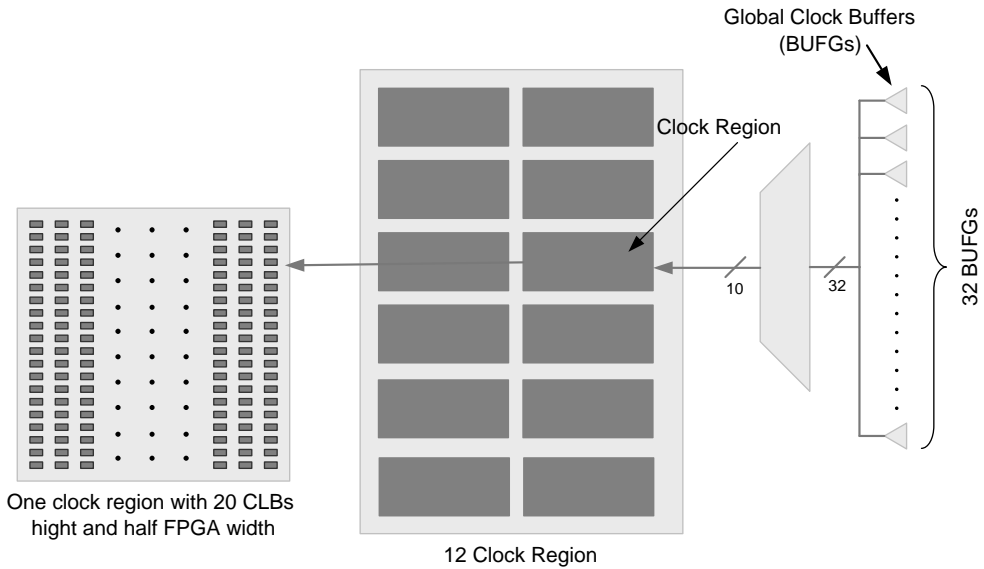 Global Clock Buffers
(BUFGs)
Clock Region
10
32
32 BUFGs
One clock region with 20 CLBs
hight and half FPGA width
12 Clock Region